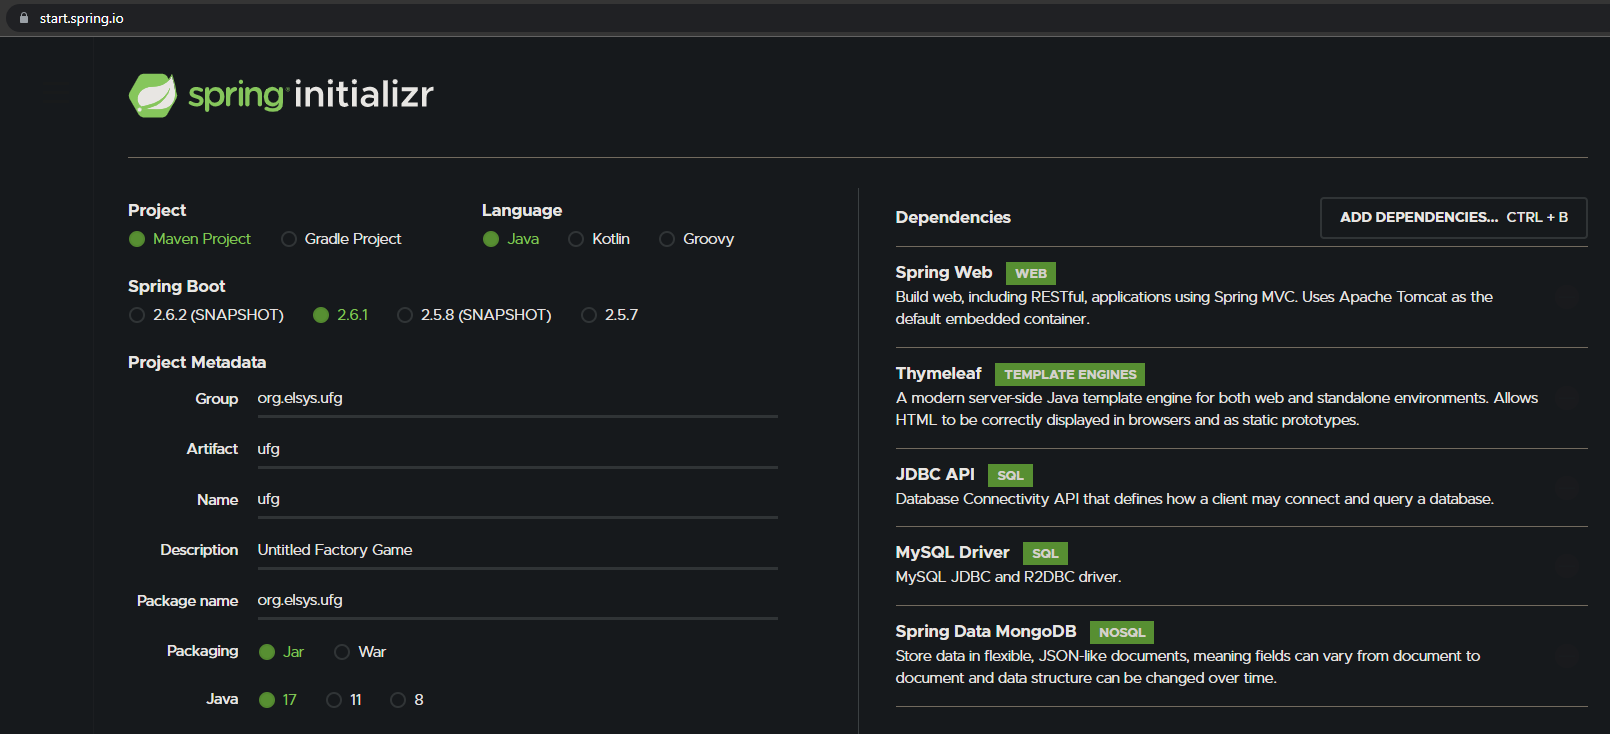 start.spring.io
spring initializr
Project
Maven Project Gradle Project
Language
Java Kotlin Groovy
Spring Boot
2.6.2 (SNAPSHOT) 2.6.1 2.5.8 (SNAPSHOT) 2.5.7
Project Metadata
Group org.elsys.ufg
Artifact ufg
Name ufg
Description Untitled Factory Game
Package name org.elsys.ufg
Packaging Jar War
Java 17 11 8
Dependencies
ADD DEPENDENCIES... CTRL + B
Spring Web WEB
Build web, including RESTful, applications using Spring MVC. Uses Apache Tomcat as the
default embedded container.
Thymeleaf TEMPLATE ENGINES
A modern server-side Java template engine for both web and standalone environments. Allows
HTML to be correctly displayed in browsers and as static prototypes.
JDBC API SQL
Database Connectivity API that defines how a client may connect and query a database.
MySQL Driver SQL
MySQL JDBC and R2DBC driver.
Spring Data MongoDB NOSQL
Store data in flexible, JSON-like documents, meaning fields can vary from document to
document and data structure can be changed over time.